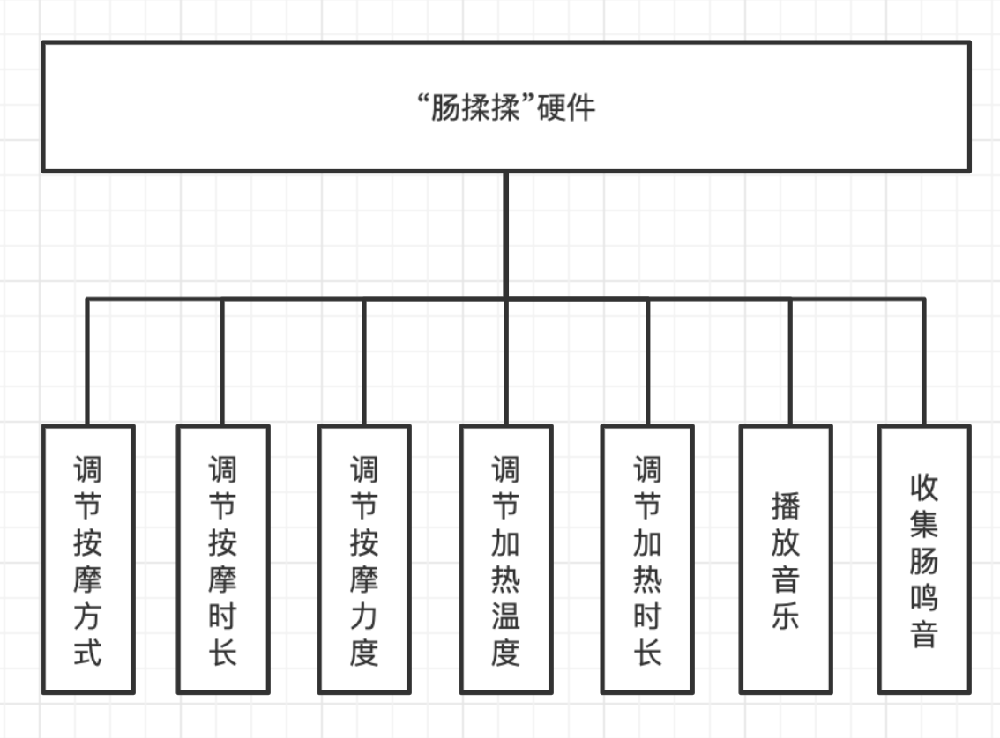 “肠揉揉”硬件
调节按摩方式
调节按摩时长
调节按摩力度
调节加热温度
调节加热时长
播放音乐
收集肠鸣音